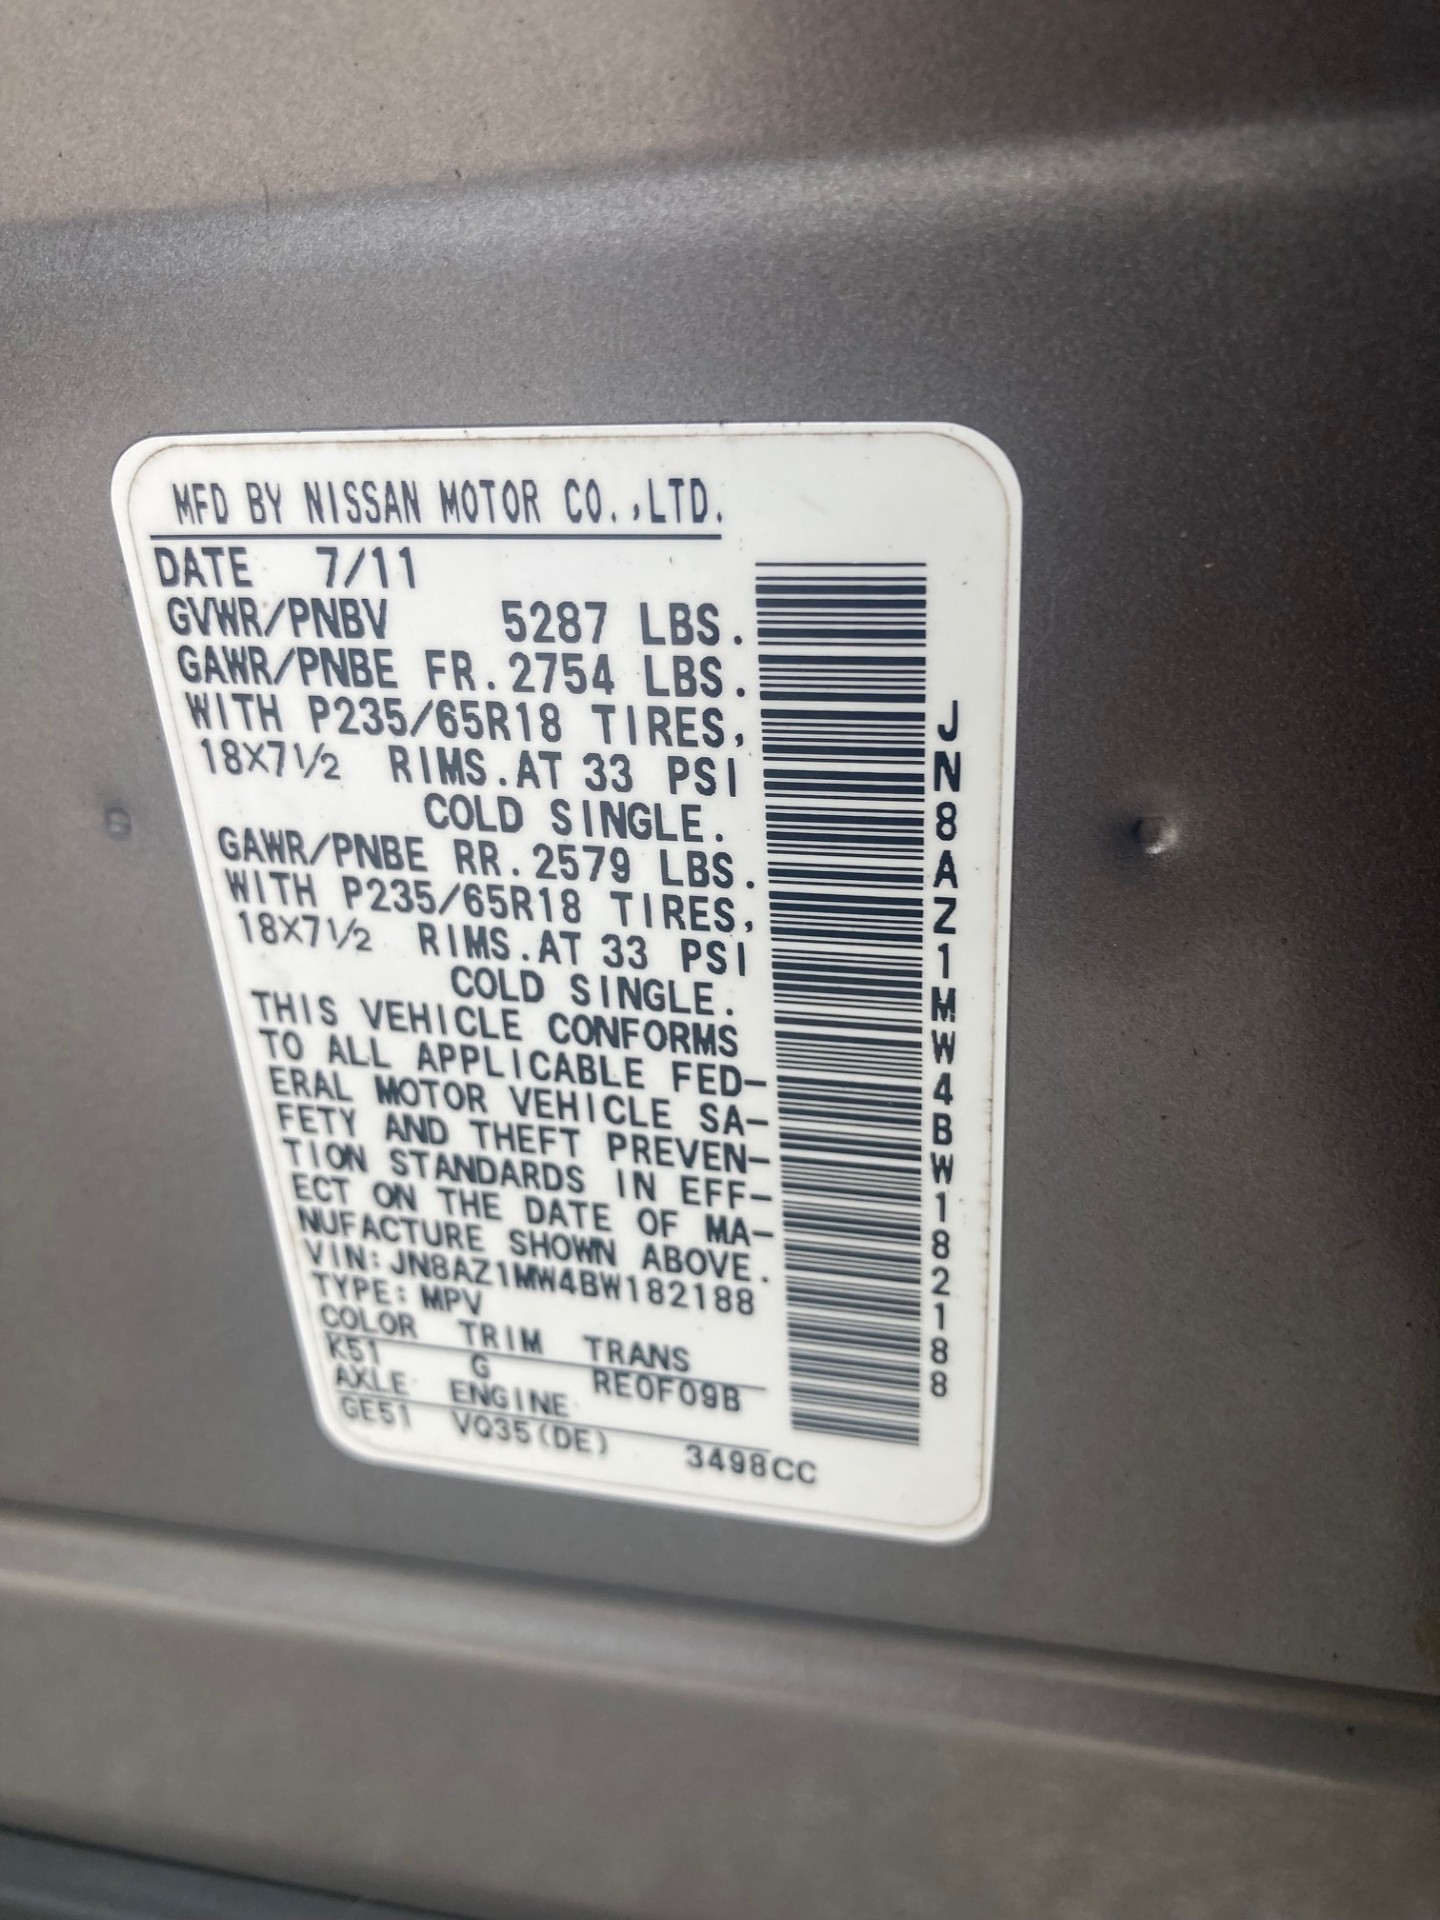 MFD BY NISSAN MOTOR CO.,LTD.
DATE 7/11
GVWR/PNBV 5287 LBS.
GAWR/PNBE FR.2754 LBS.
WITH P235/65R18 TIRES,
18X7½ RIMS.AT 33 PSI
COLD SINGLE.
GAWR/PNBE RR.2579 LBS.
WITH P235/65R18 TIRES,
18X7½ RIMS.AT 33 PSI
COLD SINGLE.
THIS VEHICLE CONFORMS
TO ALL APPLICABLE FED-
ERAL MOTOR VEHICLE SA-
FETY AND THEFT PREVEN-
TION STANDARDS IN EFF-
ECT ON THE DATE OF MA-
NUFACTURE SHOWN ABOVE.
VIN:JN8AZ1MW4BW182188
TYPE:MPV
COLOR TRIM TRANS
K51 G RE0F09B
AXLE ENGINE
GE51 VQ35(DE) 3498CC
JN8AZ1MW4BW182188